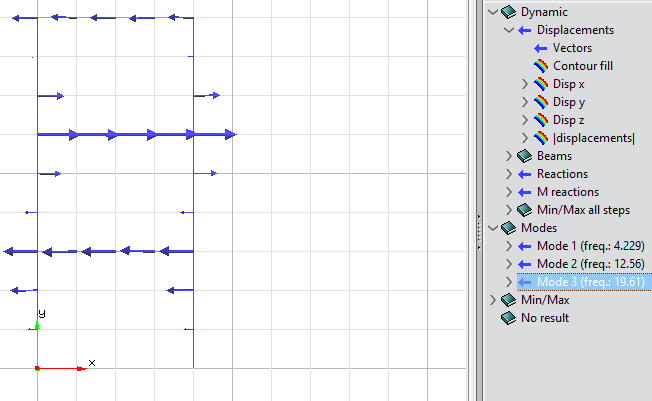 y
x
Dynamic
Displacements
Vectors
Contour fill
Disp x
Disp y
Disp z
|displacements|
Beams
Reactions
M reactions
Min/Max all steps
Modes
Mode 1 (freq.: 4.229)
Mode 2 (freq.: 12.56)
Mode 3 (freq.: 19.61)
Min/Max
No result